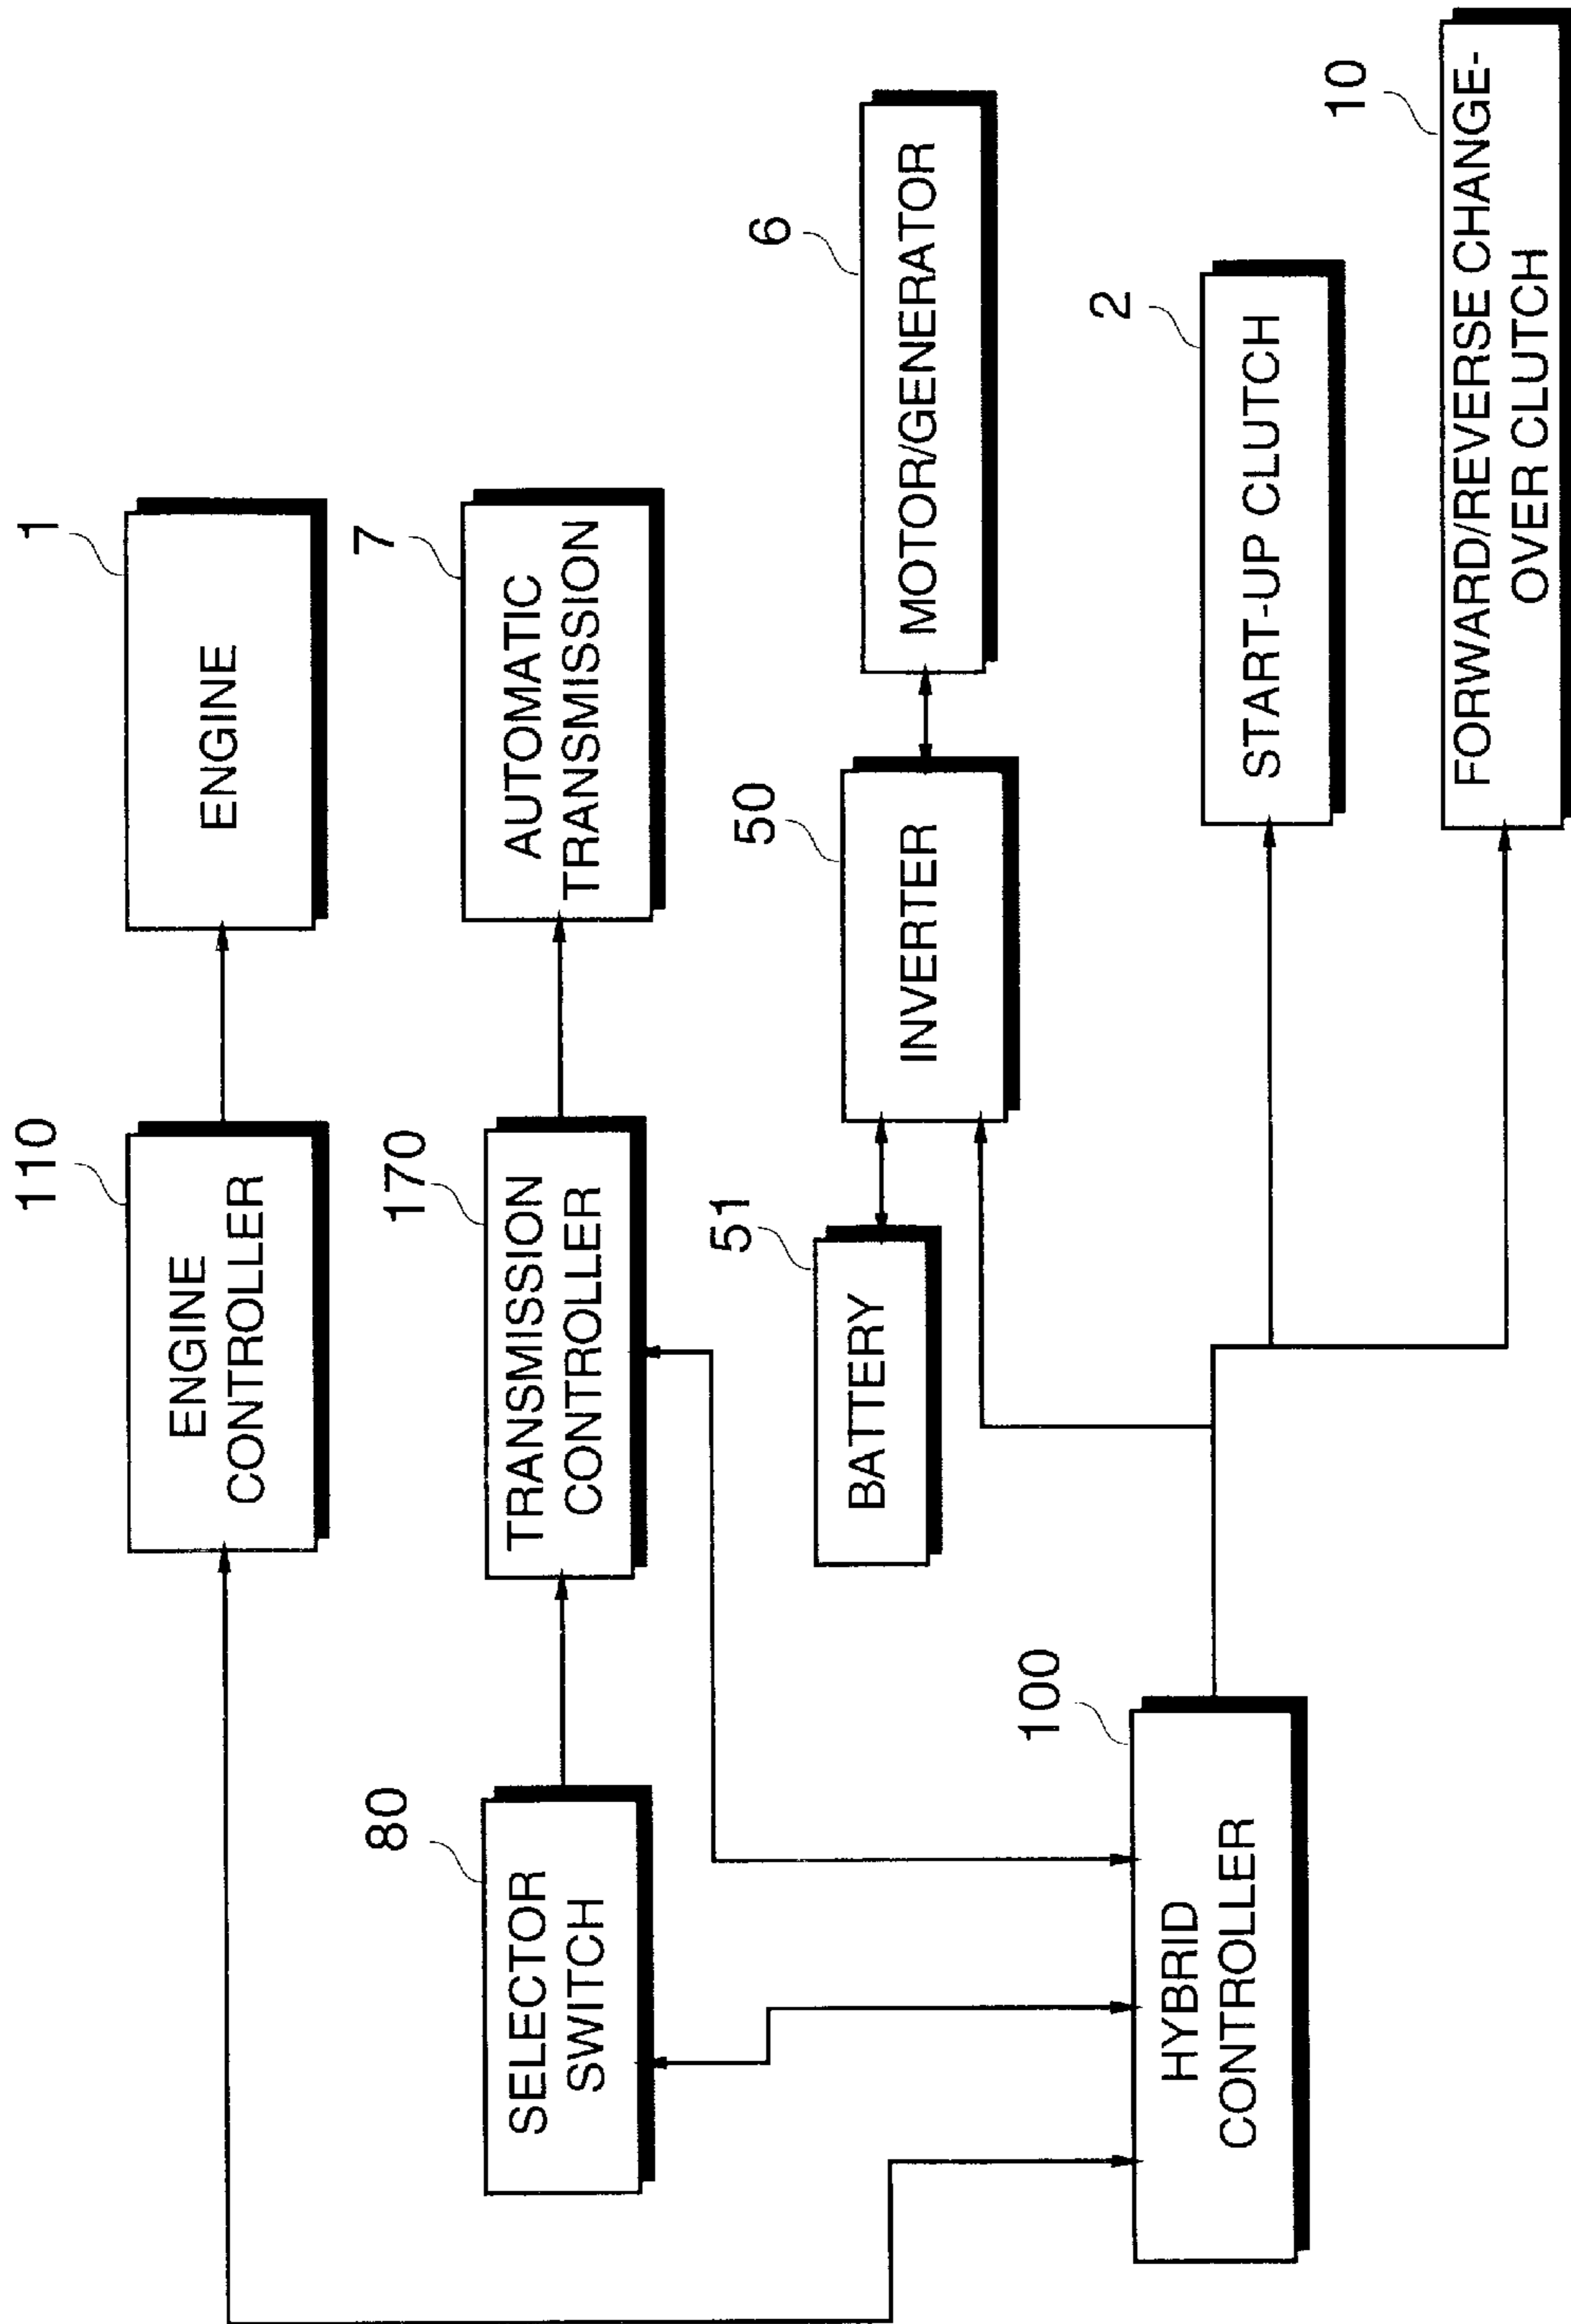 1
ENGINE
110
ENGINE
CONTROLLER
7
AUTOMATIC
TRANSMISSION
170
TRANSMISSION
CONTROLLER
80
SELECTOR
SWITCH
6
MOTOR/GENERATOR
50
INVERTER
51
BATTERY
2
START-UP CLUTCH
100
HYBRID
CONTROLLER
10
FORWARD/REVERSE CHANGE-
OVER CLUTCH